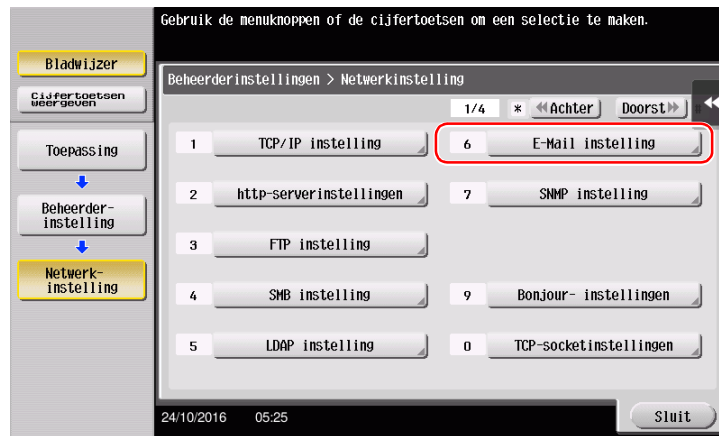 Gebruik de menuknoppen of de cijfertoetsen om een selectie te maken.
Bladwijzer
Cijfertoetsen
weergeven
Toepassing
Beheerder-
instelling
Netwerk-
instelling
Beheerderinstellingen > Netwerkinstelling
1/4 * Achter Doorst
1 TCP/IP instelling
6 E-Mail instelling
2 http-serverinstellingen
7 SNMP instelling
3 FTP instelling
4 SMB instelling
9 Bonjour- instellingen
5 LDAP instelling
0 TCP-socketinstellingen
24/10/2016 05:25
Sluit